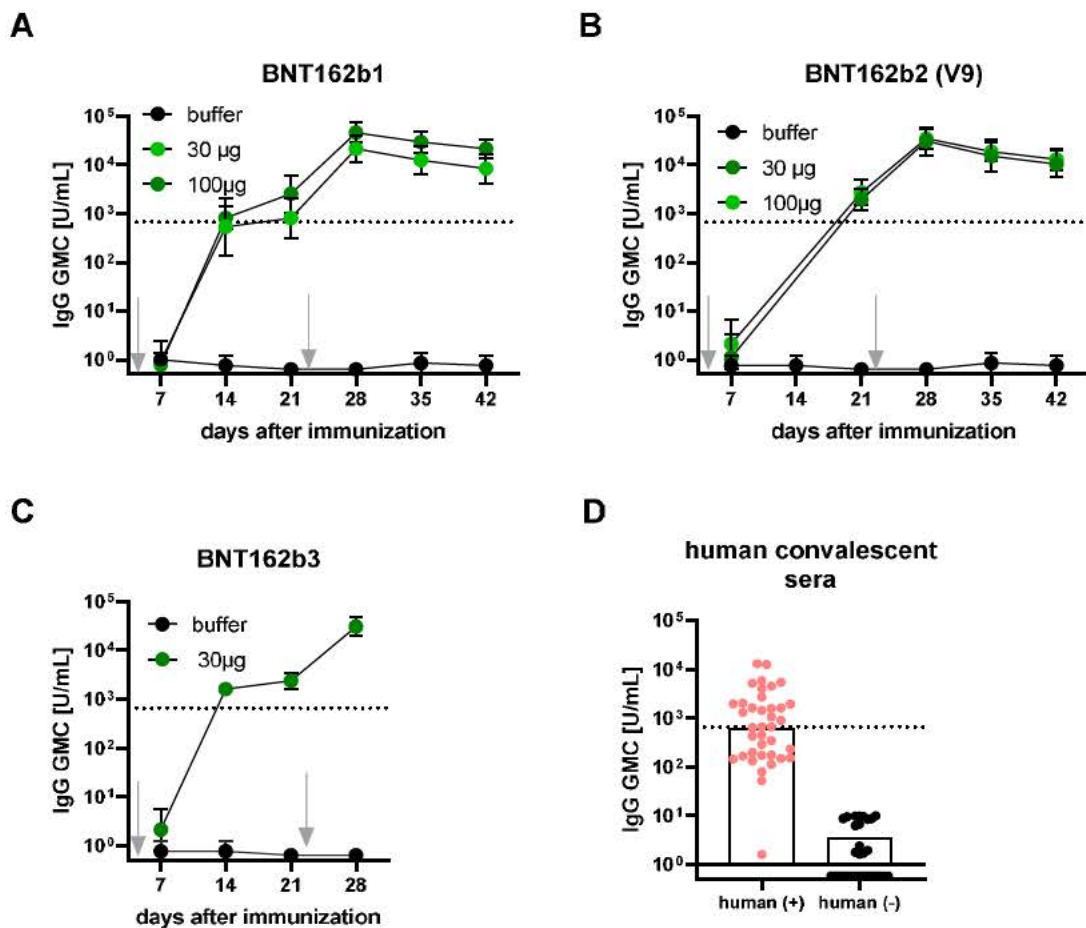 A
BNT162b1
buffer
30 µg
100µg
IgG GMC [U/mL]
10⁵
10⁴
10³
10²
10¹
10⁰
7 14 21 28 35 42
days after immunization
B
BNT162b2 (V9)
buffer
30 µg
100µg
IgG GMC [U/mL]
10⁵
10⁴
10³
10²
10¹
10⁰
7 14 21 28 35 42
days after immunization
C
BNT162b3
buffer
30µg
IgG GMC [U/mL]
10⁵
10⁴
10³
10²
10¹
10⁰
7 14 21 28
days after immunization
D
human convalescent
sera
IgG GMC [U/mL]
10⁵
10⁴
10³
10²
10¹
10⁰
human (+) human (-)